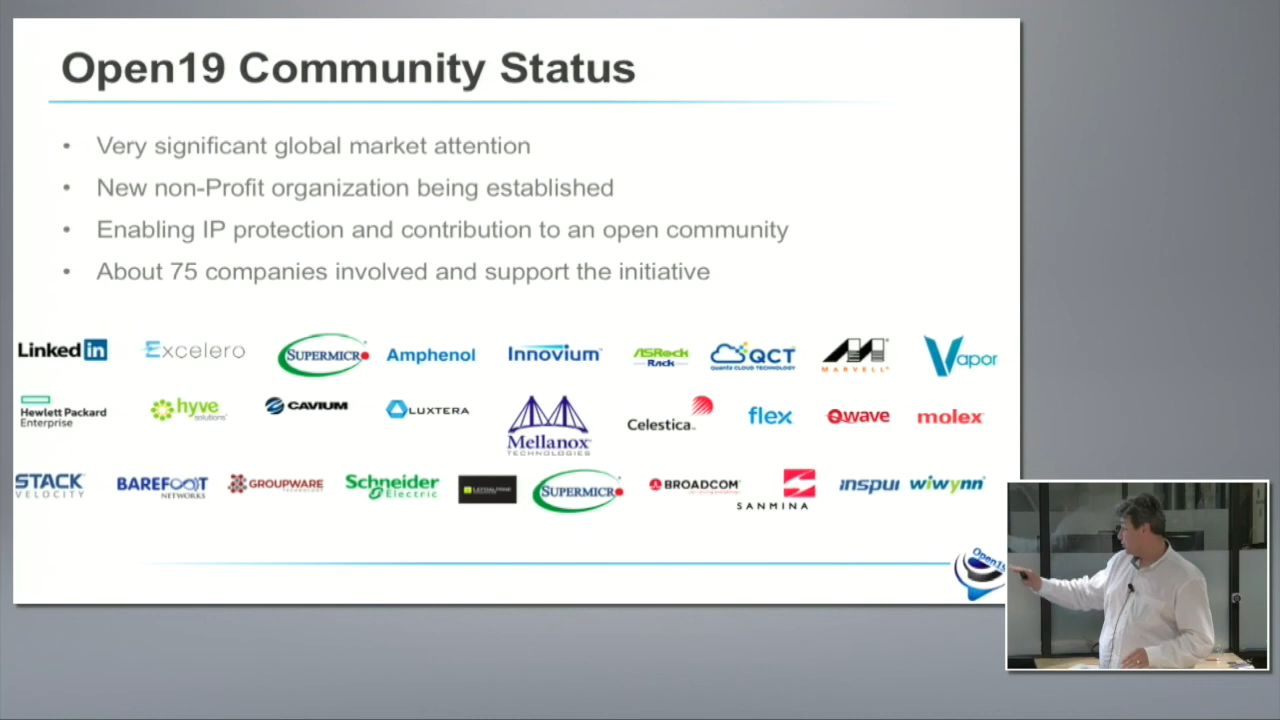 Open19 Community Status
• Very significant global market attention
• New non-Profit organization being established
• Enabling IP protection and contribution to an open community
• About 75 companies involved and support the initiative
Linked in
Excelero
SUPERMICR
Amphenol
Innovium
ASRock
Rack
QCT
Quanta CLOUD TECHNOLOGY
MARVELL
Vapor
Hewlett Packard
Enterprise
hyve
solutions
CAVIUM
LUXTERA
Mellanox
TECHNOLOGIES
Celestica
flex
Qwave
molex
STACK
VELOCITY
BAREFOOT
NETWORKS
GROUPWARE
TECHNOLOGY
Schneider
Electric
SUPERMICR
BROADCOM
SANMINA
inspur
wiwynn
Open19